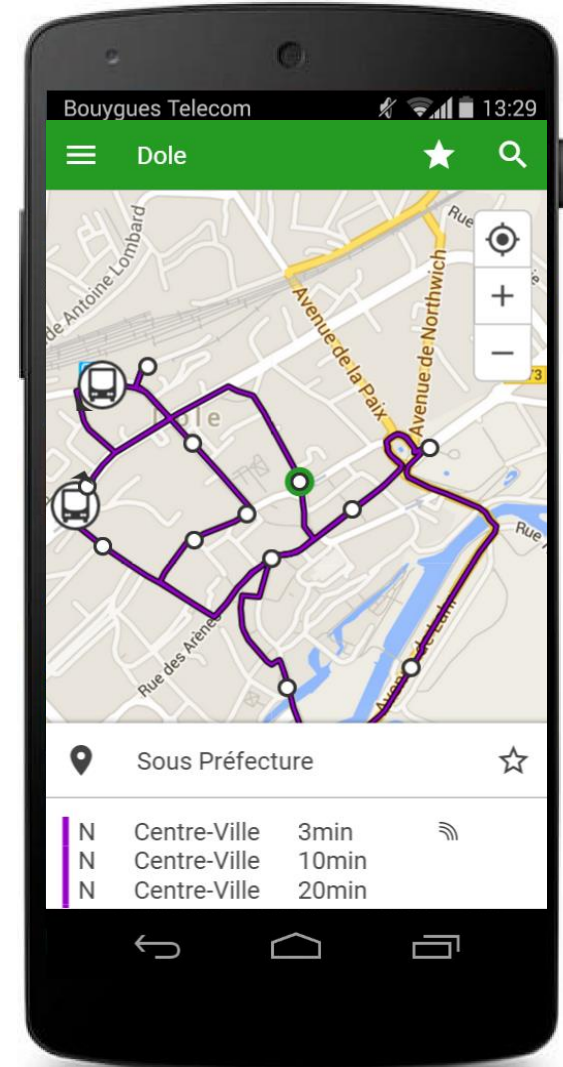 Bouygues Telecom 13:29
Dole
de Antoine Lombard
Avenue de la Paix
Avenue de Northwich
Rue
73
Dole
Rue des Arènes
Rue
Sous Préfecture
N Centre-Ville 3min
N Centre-Ville 10min
N Centre-Ville 20min